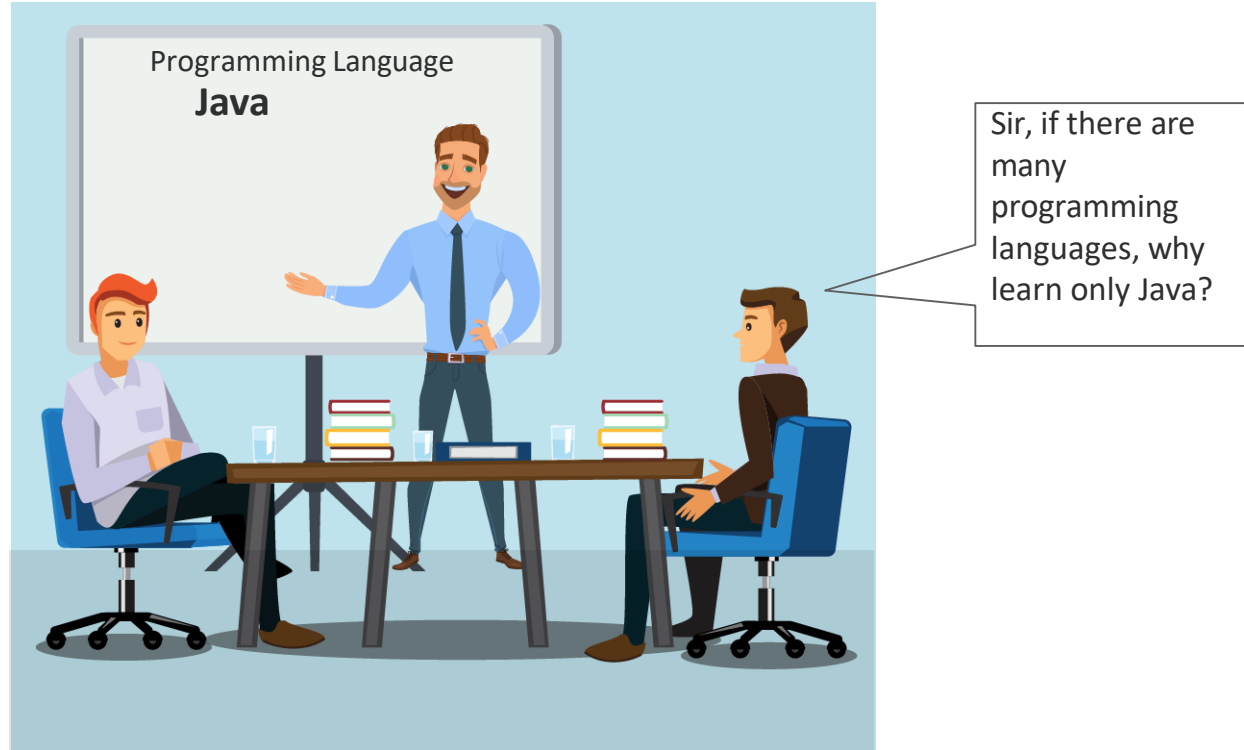 Programming Language
Java
Sir, if there are
many
programming
languages, why
learn only Java?